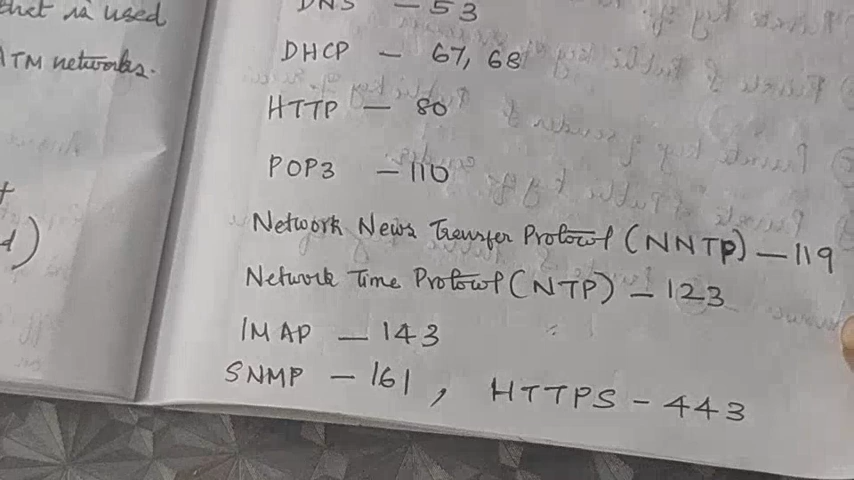 that is used
ATM networks.
DNS - 53
DHCP - 67, 68
HTTP - 80
POP3 - 110
Network News Transfer Protocol (NNTP) - 119
Network Time Protocol (NTP) - 123
IMAP - 143
SNMP - 161, HTTPS - 443